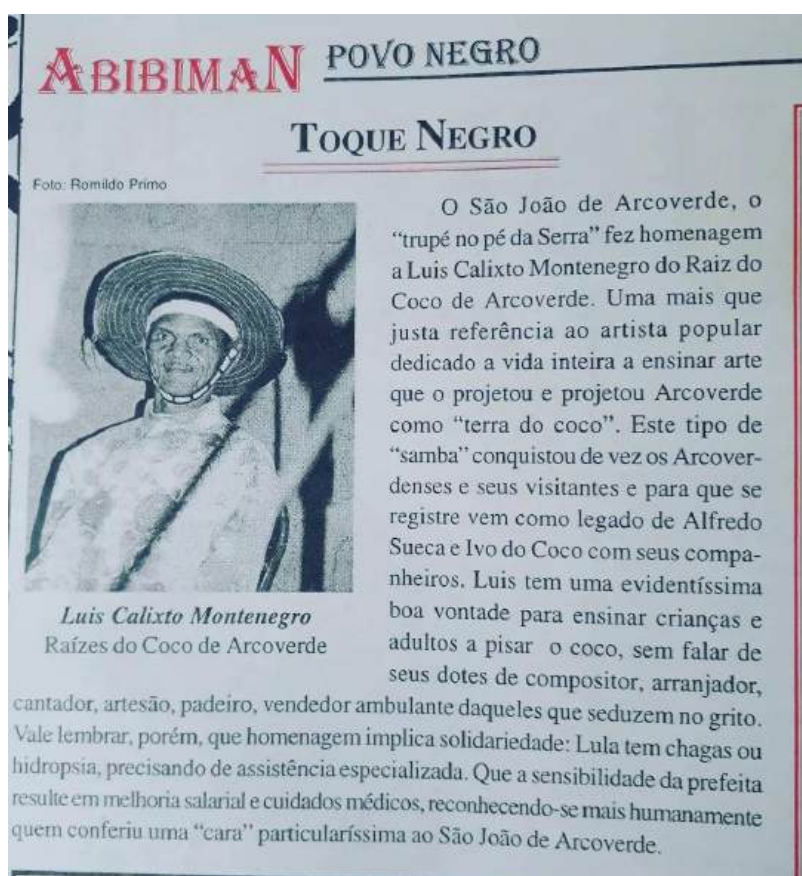 ABIBIMAN POVO NEGRO
TOQUE NEGRO
Foto: Romildo Primo
O São João de Arcoverde, o
“trupé no pé da Serra” fez homenagem
a Luis Calixto Montenegro do Raiz do
Coco de Arcoverde. Uma mais que
justa referência ao artista popular
dedicado a vida inteira a ensinar arte
que o projetou e projetou Arcoverde
como “terra do coco”. Este tipo de
“samba” conquistou de vez os Arcover-
denses e seus visitantes e para que se
registre vem como legado de Alfredo
Sueca e Ivo do Coco com seus compa-
nheiros. Luis tem uma evidentíssima
boa vontade para ensinar crianças e
adultos a pisar o coco, sem falar de
seus dotes de compositor, arranjador,
cantador, artesão, padeiro, vendedor ambulante daqueles que seduzem no grito.
Vale lembrar, porém, que homenagem implica solidariedade: Lula tem chagas ou
hidropsia, precisando de assistência especializada. Que a sensibilidade da prefeita
resulte em melhoria salarial e cuidados médicos, reconhecendo-se mais humanamente
quem conferiu uma “cara” particularíssima ao São João de Arcoverde.
Luis Calixto Montenegro
Raízes do Coco de Arcoverde